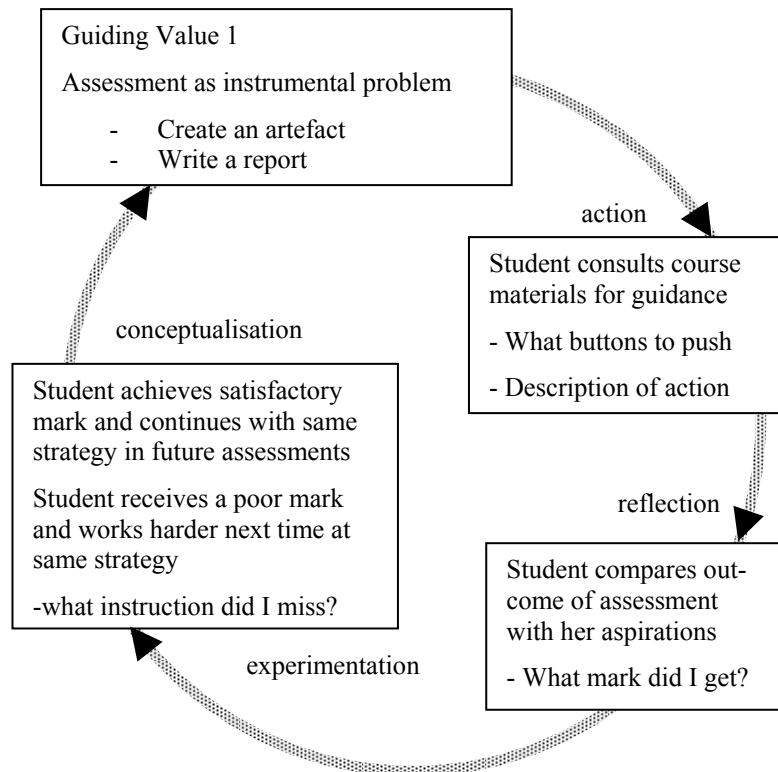 Guiding Value 1
Assessment as instrumental problem
- Create an artefact
- Write a report
action
Student consults course
materials for guidance
- What buttons to push
- Description of action
reflection
Student compares out-
come of assessment
with her aspirations
- What mark did I get?
experimentation
Student achieves satisfactory
mark and continues with same
strategy in future assessments
Student receives a poor mark
and works harder next time at
same strategy
-what instruction did I miss?
conceptualisation